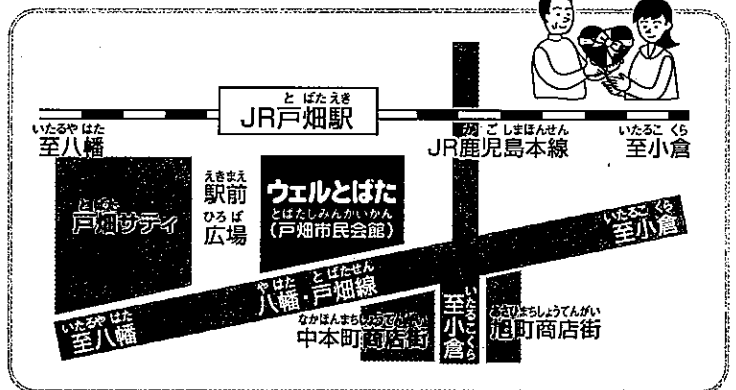 とばたえき
JR戸畑駅
いたるやはた
至八幡
かごしまほんせん
JR鹿児島本線
いたるこくら
至小倉
とばた
戸畑サティ
えきまえ
駅前
ひろば
広場
ウェルとばた
とばたしみんかいかん
(戸畑市民会館)
いたるこくら
至小倉
やはた とばたせん
八幡・戸畑線
いたるやはた
至八幡
なかほんまちしょうてんがい
中本町商店街
至小倉
いたるこくら
あさひまちしょうてんがい
旭町商店街